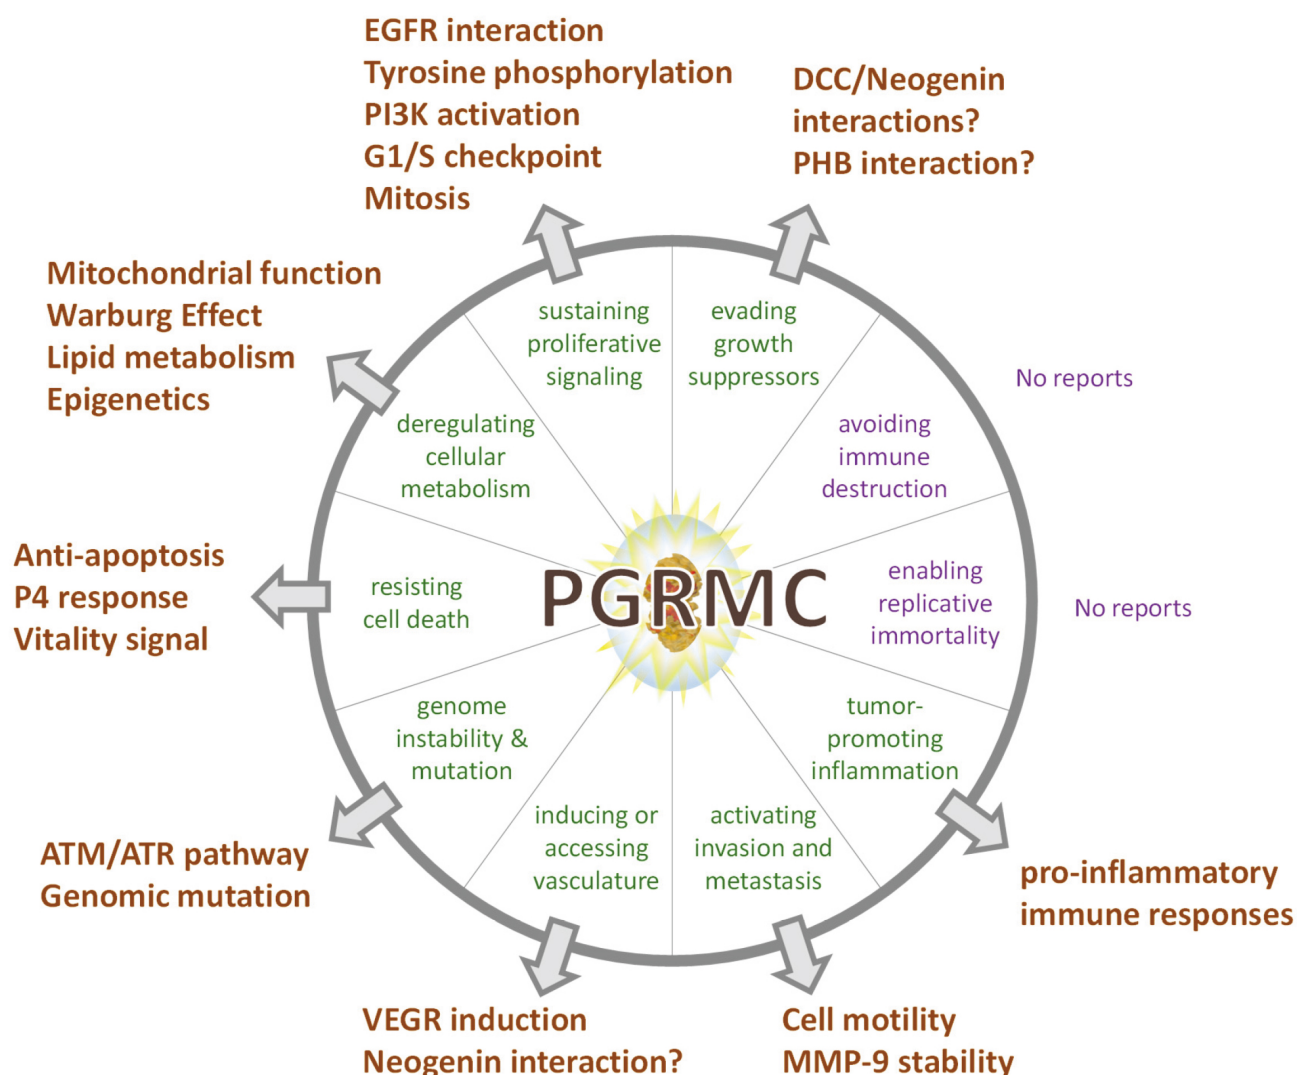 EGFR interaction
Tyrosine phosphorylation
PI3K activation
G1/S checkpoint
Mitosis
DCC/Neogenin
interactions?
PHB interaction?
Mitochondrial function
Warburg Effect
Lipid metabolism
Epigenetics
sustaining
proliferative
signaling
evading
growth
suppressors
No reports
deregulating
cellular
metabolism
avoiding
immune
destruction
Anti-apoptosis
P4 response
Vitality signal
resisting
cell death
PGRMC
enabling
replicative
immortality
No reports
genome
instability &
mutation
tumor-
promoting
inflammation
inducing or
accessing
vasculature
activating
invasion and
metastasis
ATM/ATR pathway
Genomic mutation
pro-inflammatory
immune responses
VEGR induction
Neogenin interaction?
Cell motility
MMP-9 stability